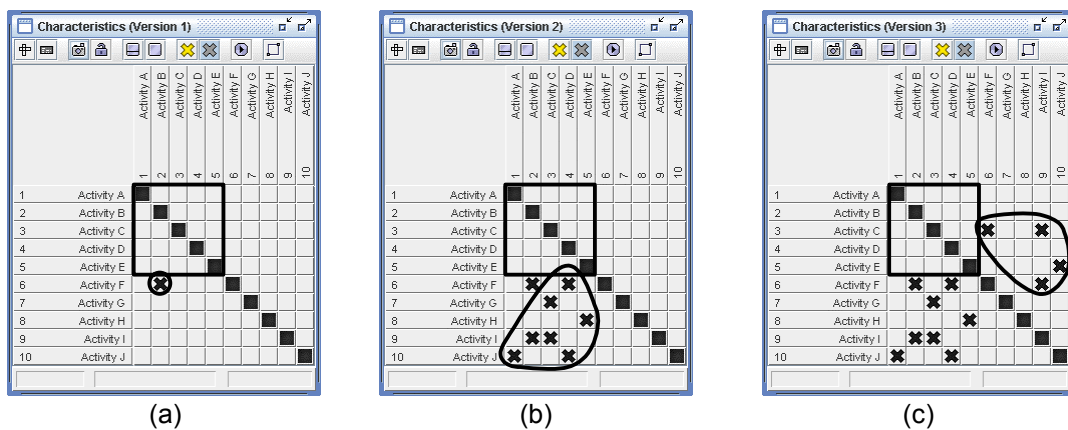 Characteristics (Version 1)
Activity A
Activity B
Activity C
Activity D
Activity E
Activity F
Activity G
Activity H
Activity I
Activity J
1 2 3 4 5 6 7 8 9 10
1 Activity A
2 Activity B
3 Activity C
4 Activity D
5 Activity E
6 Activity F
7 Activity G
8 Activity H
9 Activity I
10 Activity J
(a)
Characteristics (Version 2)
Activity A
Activity B
Activity C
Activity D
Activity E
Activity F
Activity G
Activity H
Activity I
Activity J
1 2 3 4 5 6 7 8 9 10
1 Activity A
2 Activity B
3 Activity C
4 Activity D
5 Activity E
6 Activity F
7 Activity G
8 Activity H
9 Activity I
10 Activity J
(b)
Characteristics (Version 3)
Activity A
Activity B
Activity C
Activity D
Activity E
Activity F
Activity G
Activity H
Activity I
Activity J
1 2 3 4 5 6 7 8 9 10
1 Activity A
2 Activity B
3 Activity C
4 Activity D
5 Activity E
6 Activity F
7 Activity G
8 Activity H
9 Activity I
10 Activity J
(c)